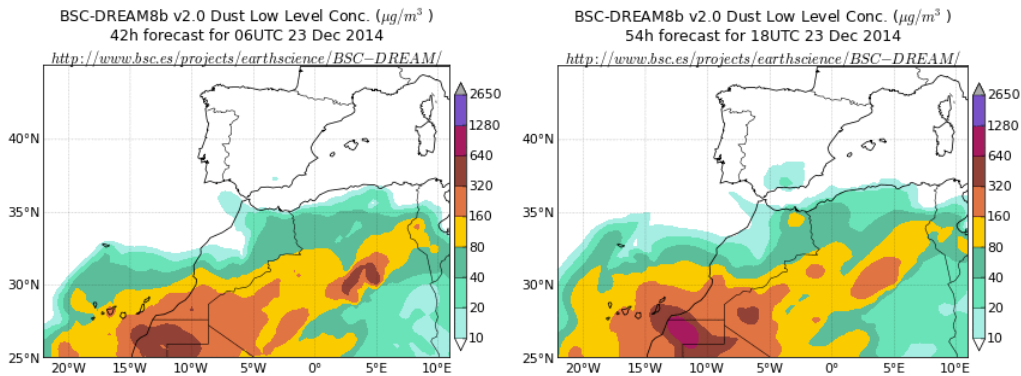 BSC-DREAM8b v2.0 Dust Low Level Conc. (μg/m³ )
42h forecast for 06UTC 23 Dec 2014
http://www.bsc.es/projects/earthscience/BSC−DREAM/
2650
1280
640
320
160
80
40
20
10
40°N
35°N
30°N
25°N
20°W
15°W
10°W
5°W
0°
5°E
10°E
BSC-DREAM8b v2.0 Dust Low Level Conc. (μg/m³ )
54h forecast for 18UTC 23 Dec 2014
http://www.bsc.es/projects/earthscience/BSC−DREAM/
2650
1280
640
320
160
80
40
20
10
40°N
35°N
30°N
25°N
20°W
15°W
10°W
5°W
0°
5°E
10°E